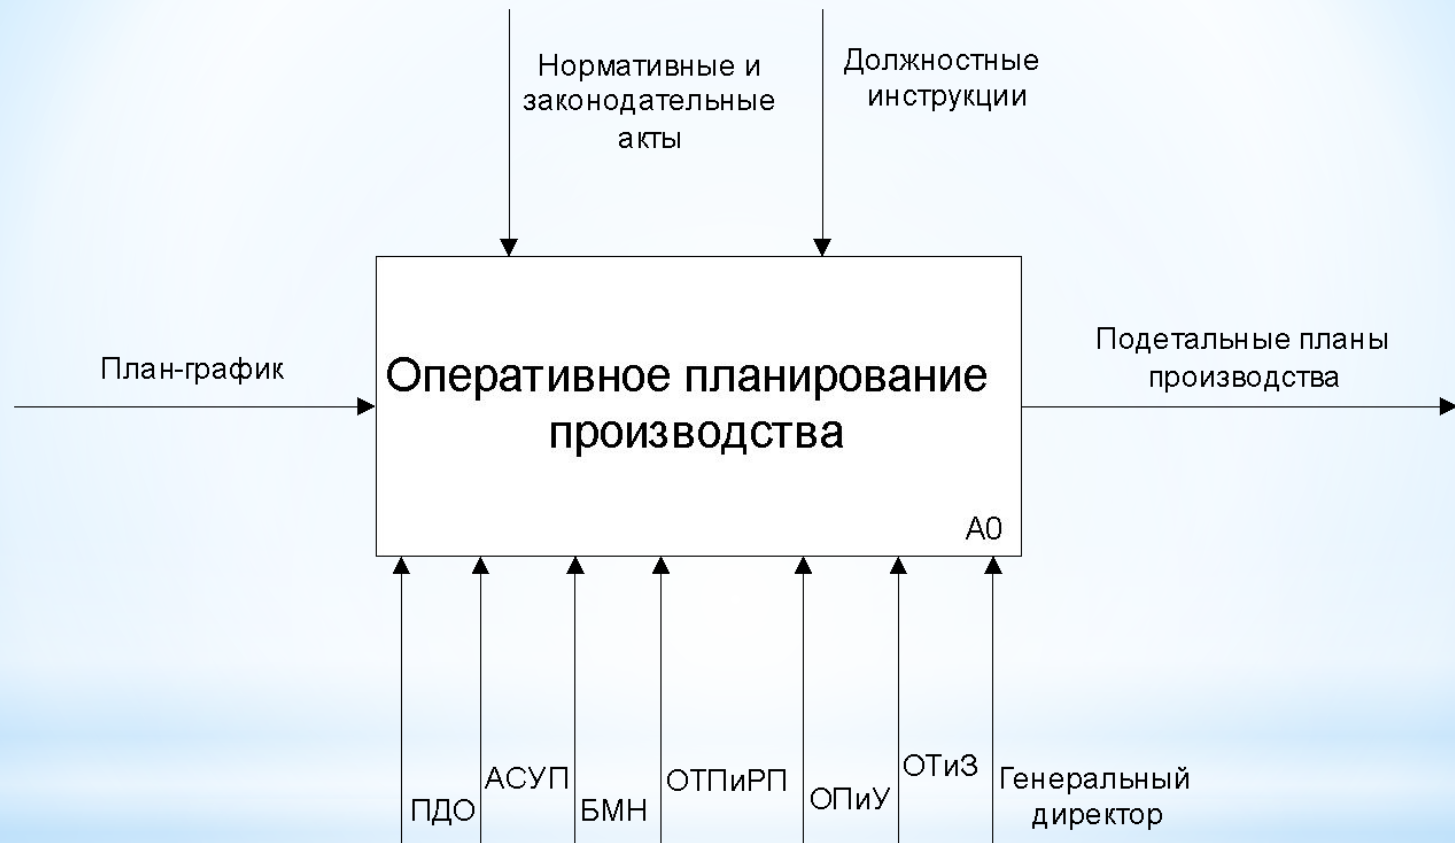 Нормативные и
законодательные
акты
Должностные
инструкции
План-график
Оперативное планирование
производства
А0
Подетальные планы
производства
ПДО
АСУП
БМН
ОТПиРП
ОПиУ
ОТиЗ
Генеральный
директор